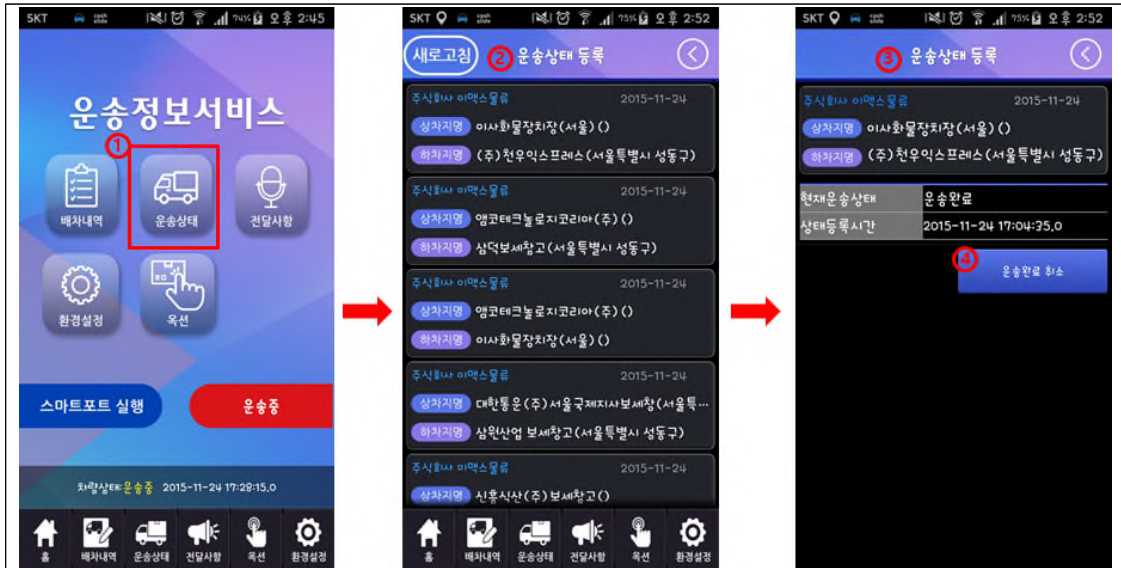 SKT 74% 오후 2:45
운송정보서비스
①
배차내역 운송상태 전달사항
환경설정 옥션
스마트포트 실행 운송중
차량상태:운송중 2015-11-24 17:28:15.0
홈 배차내역 운송상태 전달사항 옥션 환경설정
SKT 75% 오후 2:52
새로고침 ② 운송상태 등록
주식회사 이맥스물류 2015-11-24
상차지명 이사화물장치장(서울)()
하차지명 (주)천우익스프레스(서울특별시 성동구)
주식회사 이맥스물류 2015-11-24
상차지명 앰코테크놀로지코리아(주)()
하차지명 삼덕보세창고(서울특별시 성동구)
주식회사 이맥스물류 2015-11-24
상차지명 앰코테크놀로지코리아(주)()
하차지명 이사화물장치장(서울)()
주식회사 이맥스물류 2015-11-24
상차지명 대한통운(주)서울국제지사보세창(서울특…
하차지명 삼원산업 보세창고(서울특별시 성동구)
주식회사 이맥스물류 2015-11-24
상차지명 신흥식산(주)보세창고()
홈 배차내역 운송상태 전달사항 옥션 환경설정
SKT 75% 오후 2:52
③ 운송상태 등록
주식회사 이맥스물류 2015-11-24
상차지명 이사화물장치장(서울)()
하차지명 (주)천우익스프레스(서울특별시 성동구)
현재운송상태 운송완료
상태등록시간 2015-11-24 17:04:35.0
④ 운송완료 취소